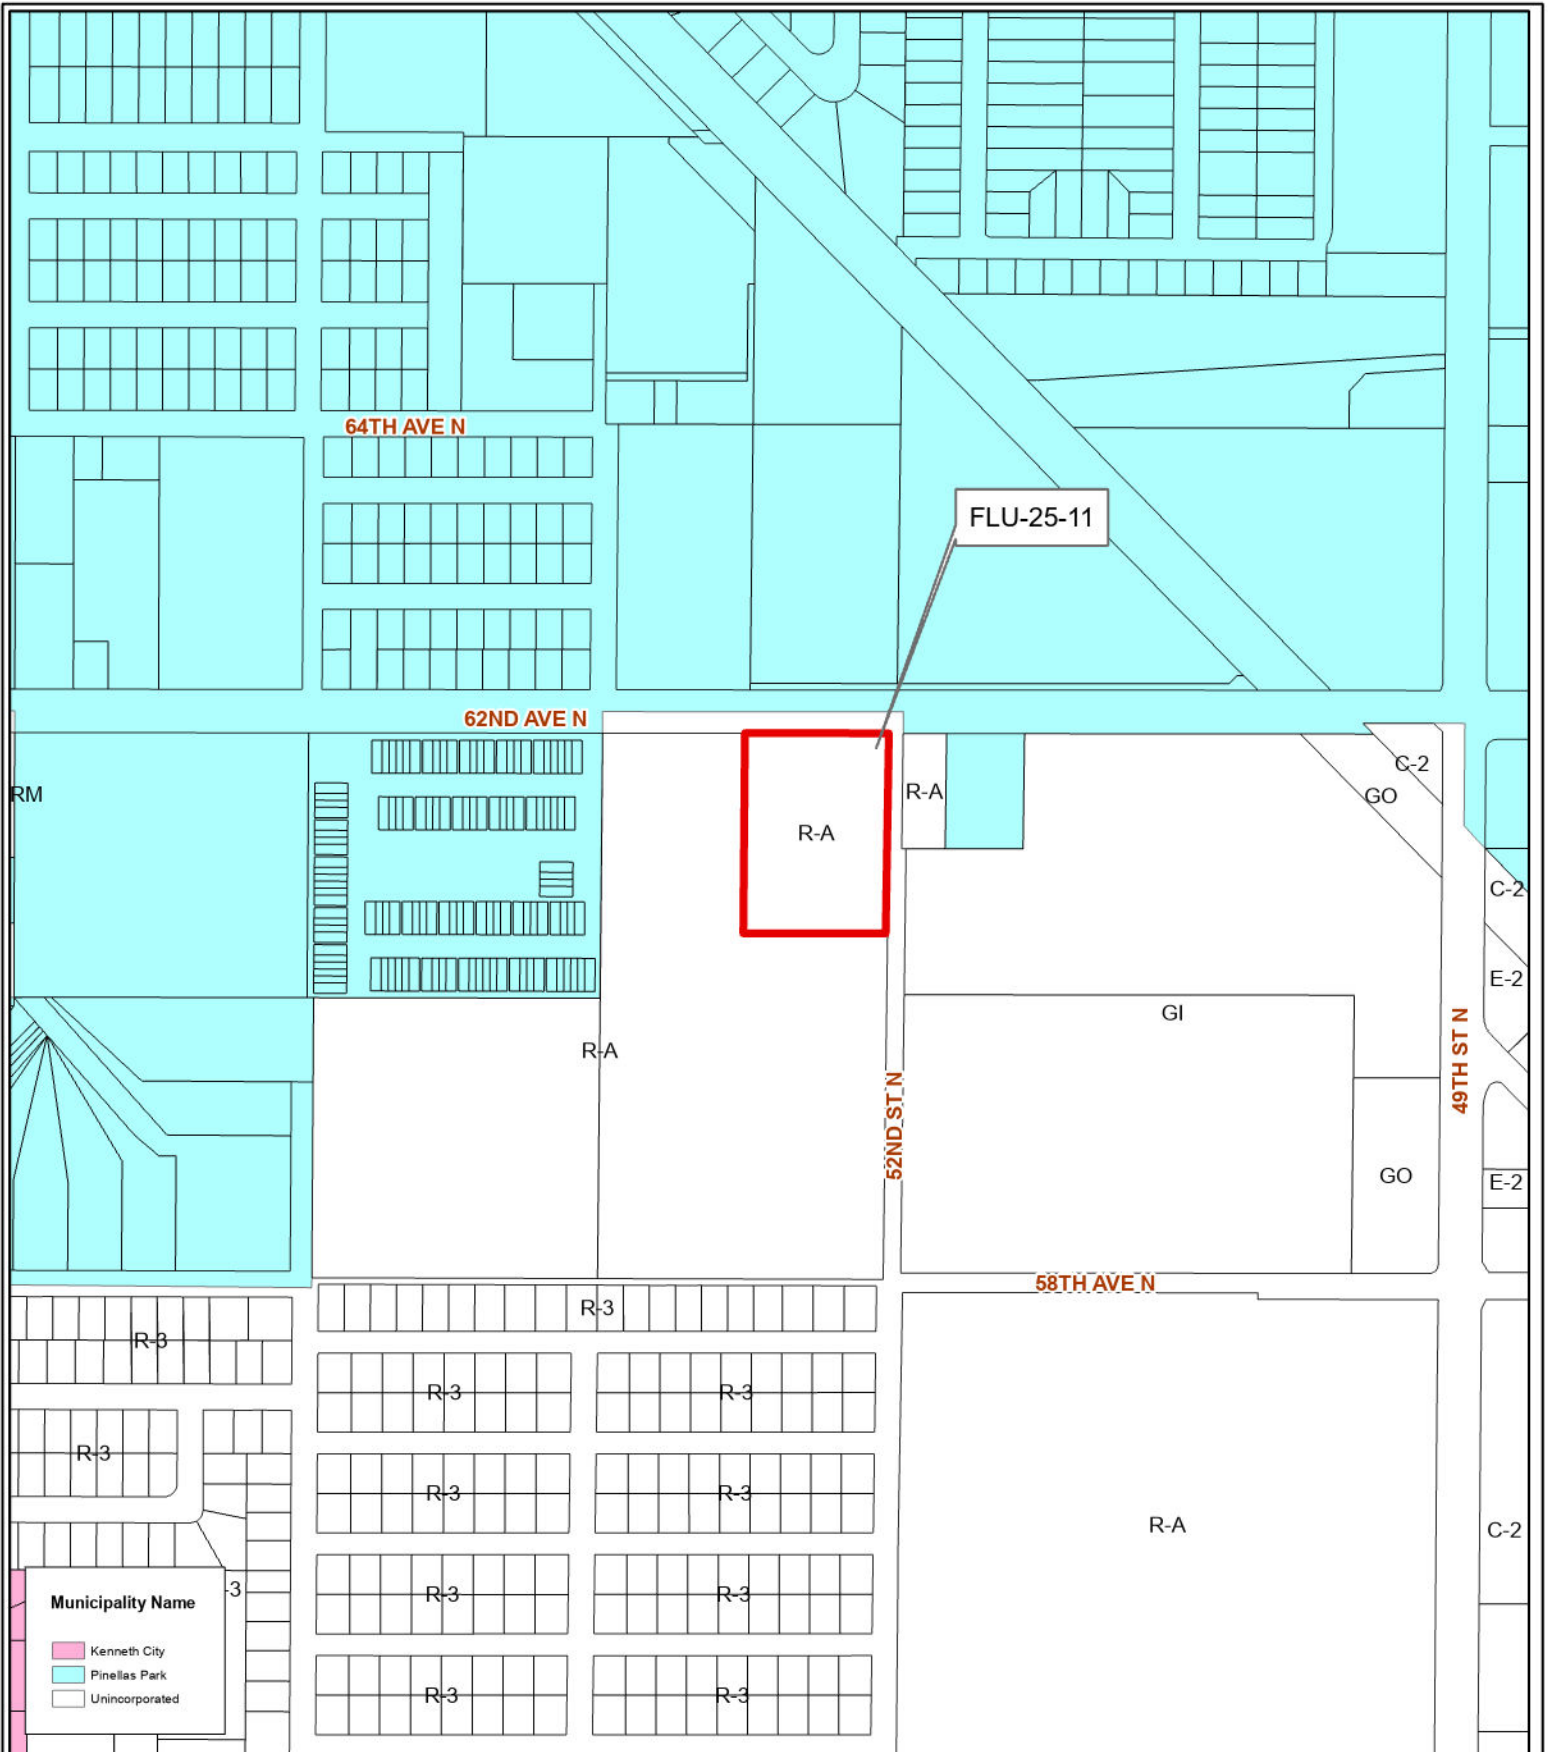 64TH AVE N
FLU-25-11
62ND AVE N
C-2
RM
R-A
GO
R-A
C-2
E-2
GI
R-A
52ND ST N
49TH ST N
GO
E-2
58TH AVE N
R-3
R-3
R-3
R-3
R-3
R-3
R-3
R-A
C-2
-3
R-3
R-3
Municipality Name
Kenneth City
Pinellas Park
Unincorporated
R-3
R-3